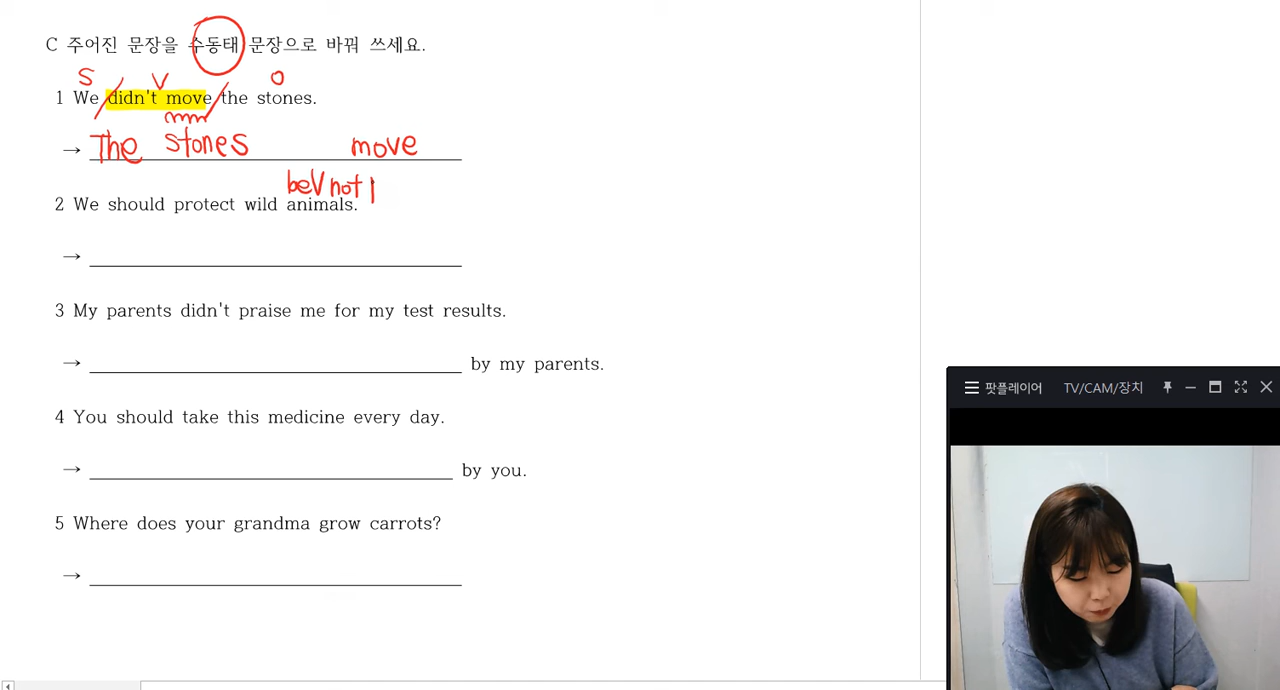 C 주어진 문장을 수동태 문장으로 바꿔 쓰세요.
S V O
1 We didn't move the stones.
→ The stones move
beV not p
2 We should protect wild animals.
→
3 My parents didn't praise me for my test results.
→ by my parents.
팟플레이어 TV/CAM/장치
4 You should take this medicine every day.
→ by you.
5 Where does your grandma grow carrots?
→